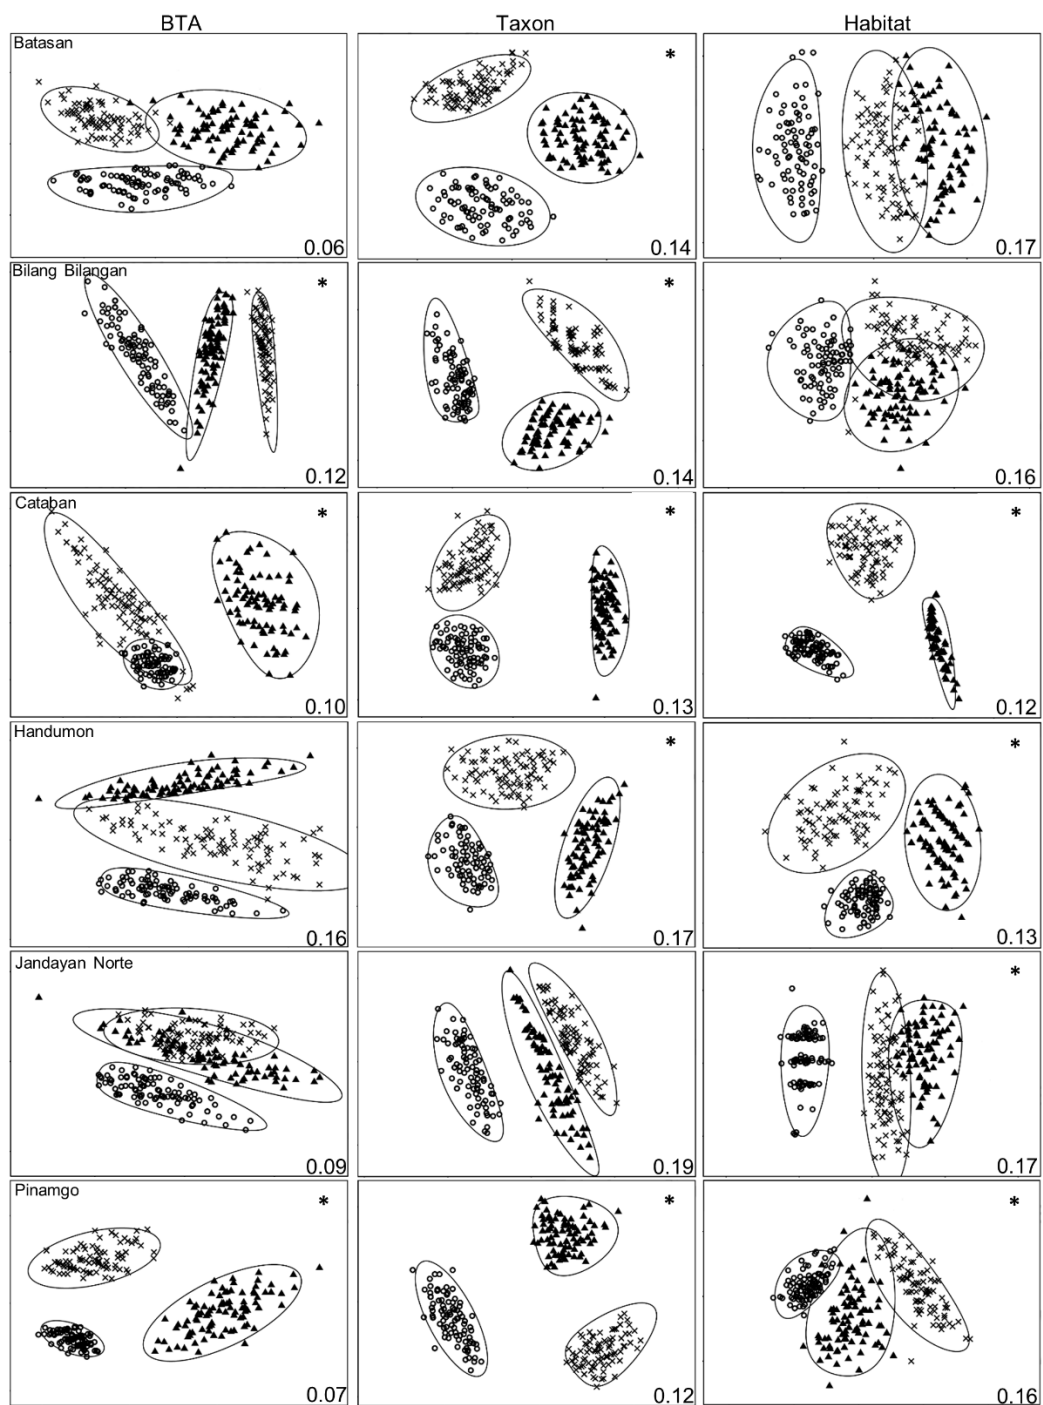 BTA Taxon Habitat
Batasan * 
0.06 0.14 0.17
Bilang Bilangan * *
0.12 0.14 0.16
Cataban * * *
0.10 0.13 0.12
Handumon * *
0.16 0.17 0.13
Jandayan Norte *
0.09 0.19 0.17
Pinamgo * * *
0.07 0.12 0.16